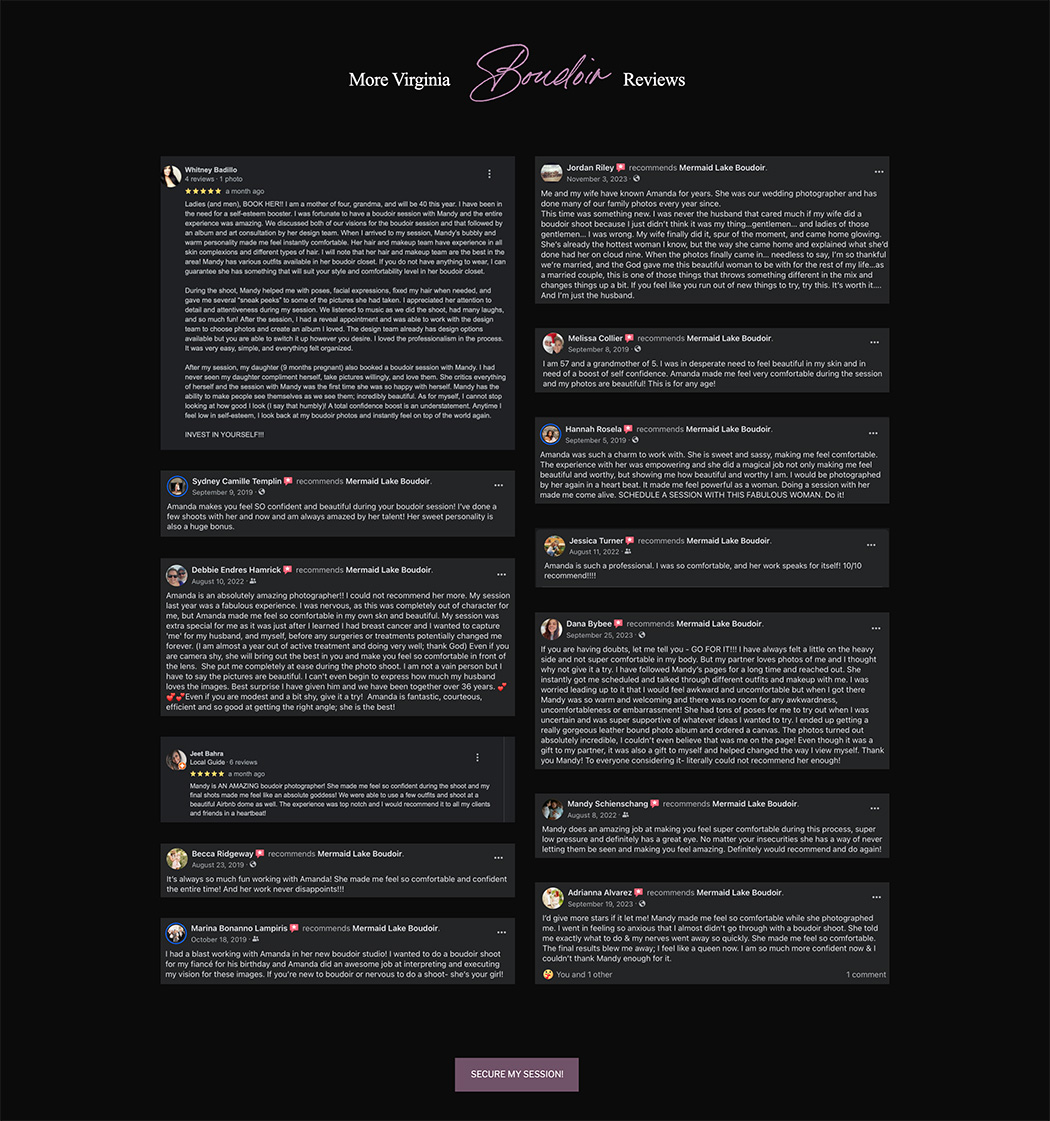 More Virginia Boudoir Reviews
Whitney Badillo
4 reviews · 1 photo
★★★★★ a month ago
Ladies (and men), BOOK HER!! I am a mother of four, grandma, and will be 40 this year. I have been in
the need for a self-esteem booster. I was fortunate to have a boudoir session with Mandy and the entire
experience was amazing. We discussed both of our visions for the boudoir session and that followed by
an album and art consultation by her design team. When I arrived to my session, Mandy's bubbly and
warm personality made me feel instantly comfortable. Her hair and makeup team have experience in all
skin complexions and different types of hair. I will note that her hair and makeup team are the best in the
area! Mandy has various outfits available in her boudoir closet. If you do not have anything to wear, I can
guarantee she has something that will suit your style and comfortability level in her boudoir closet.
During the shoot, Mandy helped me with poses, facial expressions, fixed my hair when needed, and
gave me several "sneak peeks" to some of the pictures she had taken. I appreciated her attention to
detail and attentiveness during my session. We listened to music as we did the shoot, had many laughs,
and so much fun! After the session, I had a reveal appointment and was able to work with the design
team to choose photos and create an album I loved. The design team already has design options
available but you are able to switch it up however you desire. I loved the professionalism in the process.
It was very easy, simple, and everything felt organized.
After my session, my daughter (9 months pregnant) also booked a boudoir session with Mandy. I had
never seen my daughter compliment herself, take pictures willingly, and love them. She critics everything
of herself and the session with Mandy was the first time she was so happy with herself. Mandy has the
ability to make people see themselves as we see them; incredibly beautiful. As for myself, I cannot stop
looking at how good I look (I say that humbly)! A total confidence boost is an understatement. Anytime I
feel low in self-esteem, I look back at my boudoir photos and instantly feel on top of the world again.
INVEST IN YOURSELF!!!
Sydney Camille Templin recommends Mermaid Lake Boudoir.
September 9, 2019 ·
Amanda makes you feel SO confident and beautiful during your boudoir session! I've done a
few shoots with her and now and am always amazed by her talent! Her sweet personality is
also a huge bonus.
Debbie Endres Hamrick recommends Mermaid Lake Boudoir.
August 10, 2022 ·
Amanda is an absolutely amazing photographer!! I could not recommend her more. My session
last year was a fabulous experience. I was nervous, as this was completely out of character for
me, but Amanda made me feel so comfortable in my own skn and beautiful. My session was
extra special for me as it was just after I learned I had breast cancer and I wanted to capture
'me' for my husband, and myself, before any surgeries or treatments potentially changed me
forever. (I am almost a year out of active treatment and doing very well; thank God) Even if you
are camera shy, she will bring out the best in you and make you feel so comfortable in front of
the lens. She put me completely at ease during the photo shoot. I am not a vain person but I
have to say the pictures are beautiful. I can't even begin to express how much my husband
loves the images. Best surprise I have given him and we have been together over 36 years. 💕
💕💕Even if you are modest and a bit shy, give it a try! Amanda is fantastic, courteous,
efficient and so good at getting the right angle; she is the best!
Jeet Bahra
Local Guide · 6 reviews
★★★★★ a month ago
Mandy is AN AMAZING boudoir photographer! She made me feel so confident during the shoot and my
final shots made me feel like an absolute goddess! We were able to use a few outfits and shoot at a
beautiful Airbnb dome as well. The experience was top notch and I would recommend it to all my clients
and friends in a heartbeat!
Becca Ridgeway recommends Mermaid Lake Boudoir.
August 23, 2019 ·
It's always so much fun working with Amanda! She made me feel so comfortable and confident
the entire time! And her work never disappoints!!!
Marina Bonanno Lampiris recommends Mermaid Lake Boudoir.
October 18, 2019 ·
I had a blast working with Amanda in her new boudoir studio! I wanted to do a boudoir shoot
for my fiancé for his birthday and Amanda did an awesome job at interpreting and executing
my vision for these images. If you're new to boudoir or nervous to do a shoot- she's your girl!
Jordan Riley recommends Mermaid Lake Boudoir.
November 3, 2023 ·
Me and my wife have known Amanda for years. She was our wedding photographer and has
done many of our family photos every year since.
This time was something new. I was never the husband that cared much if my wife did a
boudoir shoot because I just didn't think it was my thing...gentlemen... and ladies of those
gentlemen... I was wrong. My wife finally did it, spur of the moment, and came home glowing.
She's already the hottest woman I know, but the way she came home and explained what she'd
done had her on cloud nine. When the photos finally came in... needless to say, I'm so thankful
we're married, and the God gave me this beautiful woman to be with for the rest of my life...as
a married couple, this is one of those things that throws something different in the mix and
changes things up a bit. If you feel like you run out of new things to try, try this. It's worth it....
And I'm just the husband.
Melissa Collier recommends Mermaid Lake Boudoir.
September 8, 2019 ·
I am 57 and a grandmother of 5. I was in desperate need to feel beautiful in my skin and in
need of a boost of self confidence. Amanda made me feel very comfortable during the session
and my photos are beautiful! This is for any age!
Hannah Rosela recommends Mermaid Lake Boudoir.
September 5, 2019 ·
Amanda was such a charm to work with. She is sweet and sassy, making me feel comfortable.
The experience with her was empowering and she did a magical job not only making me feel
beautiful and worthy, but showing me how beautiful and worthy I am. I would be photographed
by her again in a heart beat. It made me feel powerful as a woman. Doing a session with her
made me come alive. SCHEDULE A SESSION WITH THIS FABULOUS WOMAN. Do it!
Jessica Turner recommends Mermaid Lake Boudoir.
August 11, 2022 ·
Amanda is such a professional. I was so comfortable, and her work speaks for itself! 10/10
recommend!!!!
Dana Bybee recommends Mermaid Lake Boudoir.
September 25, 2023 ·
If you are having doubts, let me tell you - GO FOR IT!!! I have always felt a little on the heavy
side and not super comfortable in my body. But my partner loves photos of me and I thought
why not give it a try. I have followed Mandy's pages for a long time and reached out. She
instantly got me scheduled and talked through different outfits and makeup with me. I was
worried leading up to it that I would feel awkward and uncomfortable but when I got there
Mandy was so warm and welcoming and there was no room for any awkwardness,
uncomfortableness or embarrassment! She had tons of poses for me to try out when I was
uncertain and was super supportive of whatever ideas I wanted to try. I ended up getting a
really gorgeous leather bound photo album and ordered a canvas. The photos turned out
absolutely incredible, I couldn't even believe that was me on the page! Even though it was a
gift to my partner, it was also a gift to myself and helped changed the way I view myself. Thank
you Mandy! To everyone considering it- literally could not recommend her enough!
Mandy Schienschang recommends Mermaid Lake Boudoir.
August 8, 2022 ·
Mandy does an amazing job at making you feel super comfortable during this process, super
low pressure and definitely has a great eye. No matter your insecurities she has a way of never
letting them be seen and making you feel amazing. Definitely would recommend and do again!
Adrianna Alvarez recommends Mermaid Lake Boudoir.
September 19, 2023 ·
I'd give more stars if it let me! Mandy made me feel so comfortable while she photographed
me. I went in feeling so anxious that I almost didn't go through with a boudoir shoot. She told
me exactly what to do & my nerves went away so quickly. She made me feel so comfortable.
The final results blew me away; I feel like a queen now. I am so much more confident now & I
couldn't thank Mandy enough for it.
You and 1 other 1 comment
SECURE MY SESSION!